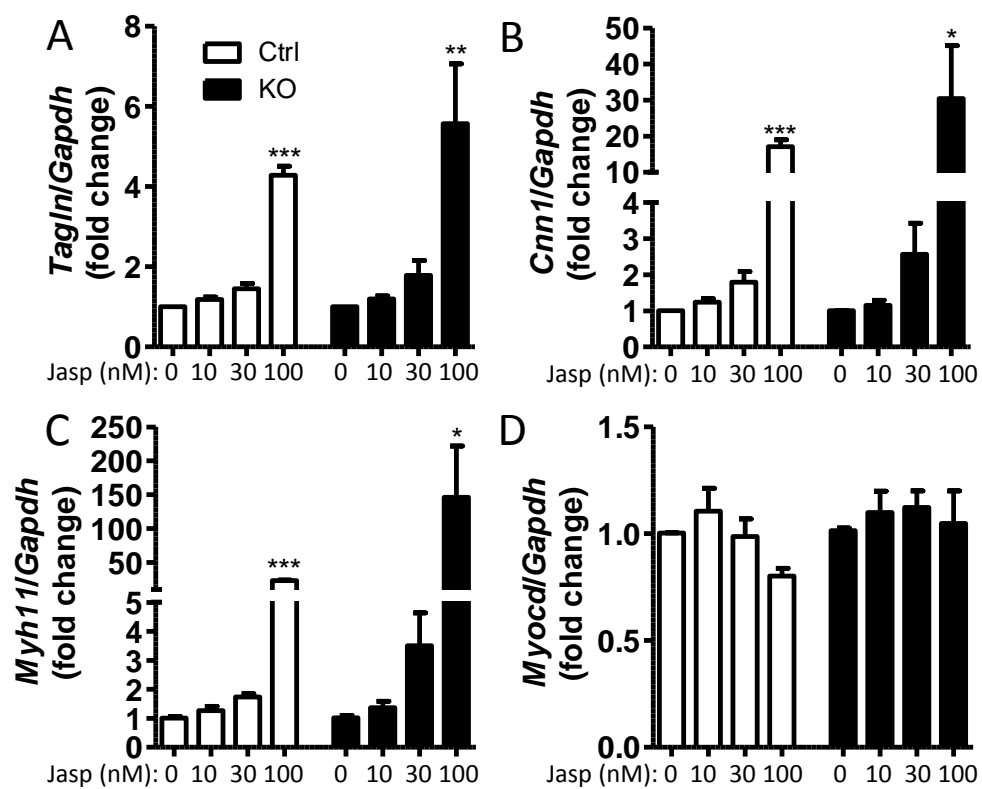 A
Ctrl
KO
Tagln/Gapdh
(fold change)
8
6
4
2
0
**
***
Jasp (nM): 0 10 30 100 0 10 30 100
B
Cnn1/Gapdh
(fold change)
50
40
30
20
10
4
3
2
1
0
*
***
Jasp (nM): 0 10 30 100 0 10 30 100
C
Myh11/Gapdh
(fold change)
250
200
150
100
50
5
4
3
2
1
0
*
***
Jasp (nM): 0 10 30 100 0 10 30 100
D
Myocd/Gapdh
(fold change)
1.5
1.0
0.5
0.0
Jasp (nM): 0 10 30 100 0 10 30 100